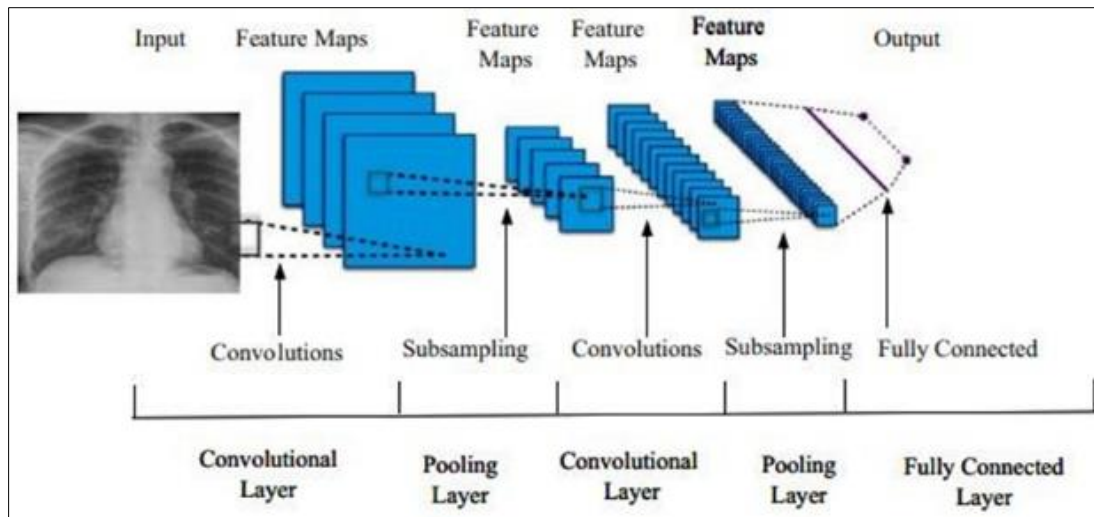 Input
Feature Maps
Feature
Maps
Feature
Maps
Feature
Maps
Output
Convolutions
Subsampling
Convolutions
Subsampling
Fully Connected
Convolutional
Layer
Pooling
Layer
Convolutional
Layer
Pooling
Layer
Fully Connected
Layer